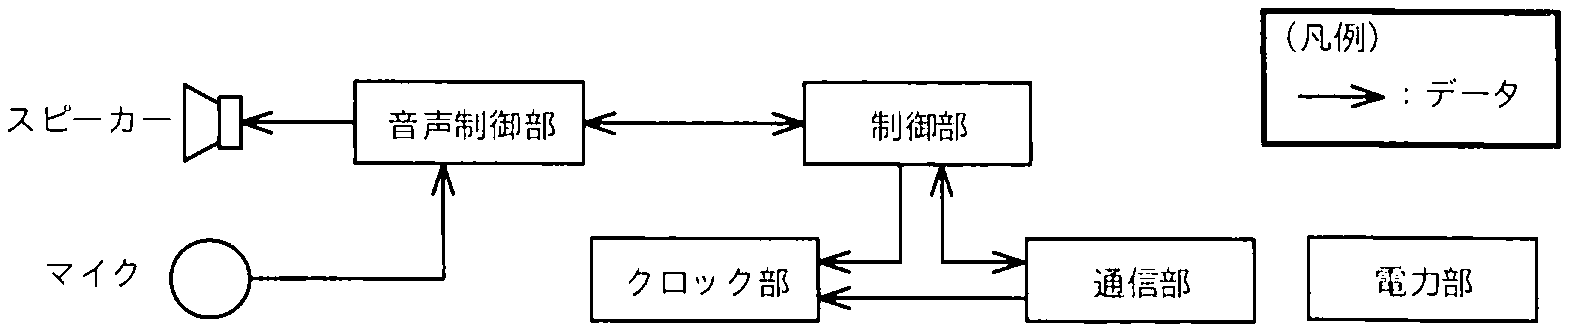 (凡例)
:データ
スピーカー
音声制御部
制御部
マイク
クロック部
通信部
電力部